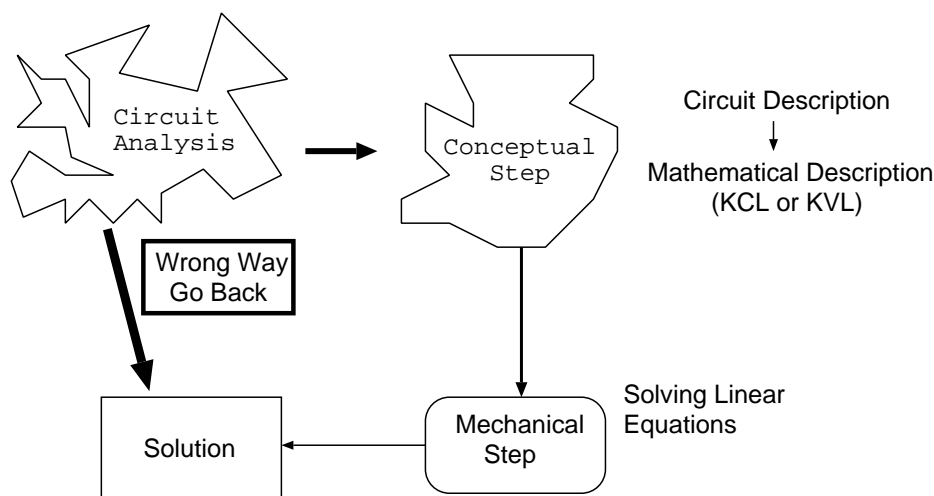 Circuit
Analysis
Conceptual
Step
Circuit Description
Mathematical Description
(KCL or KVL)
Wrong Way
Go Back
Solution
Mechanical
Step
Solving Linear
Equations